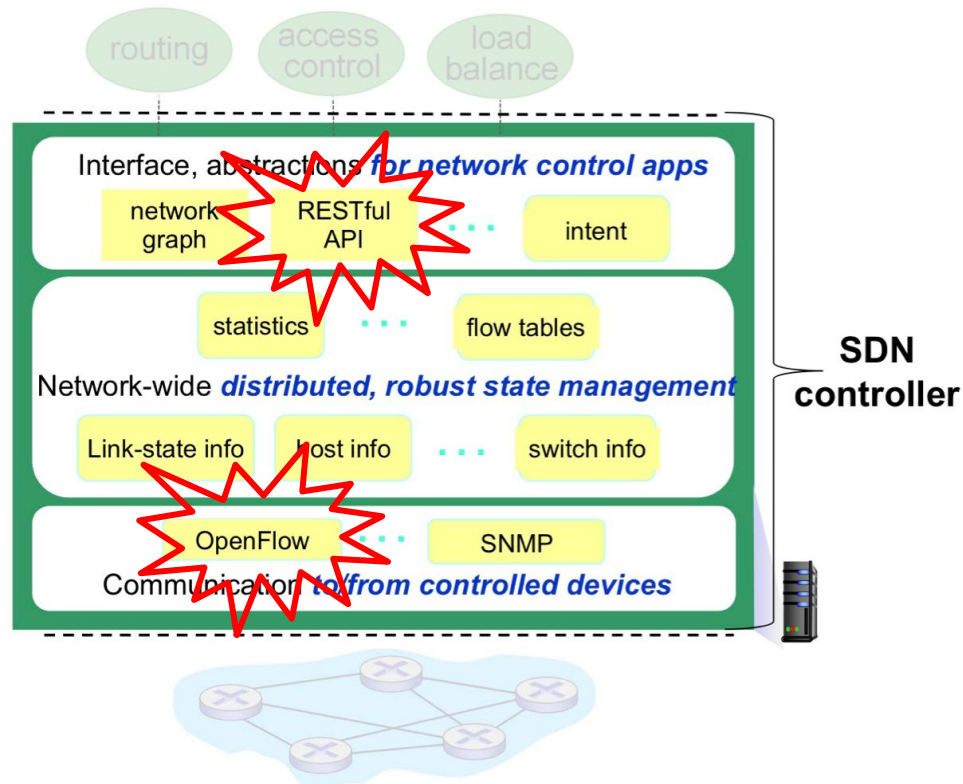 routing
access
control
load
balance
Interface, abstractions for network control apps
network
graph
RESTful
API
. . .
intent
statistics
. . .
flow tables
Network-wide distributed, robust state management
Link-state info
host info
. . .
switch info
OpenFlow
. . .
SNMP
Communication to/from controlled devices
SDN
controller